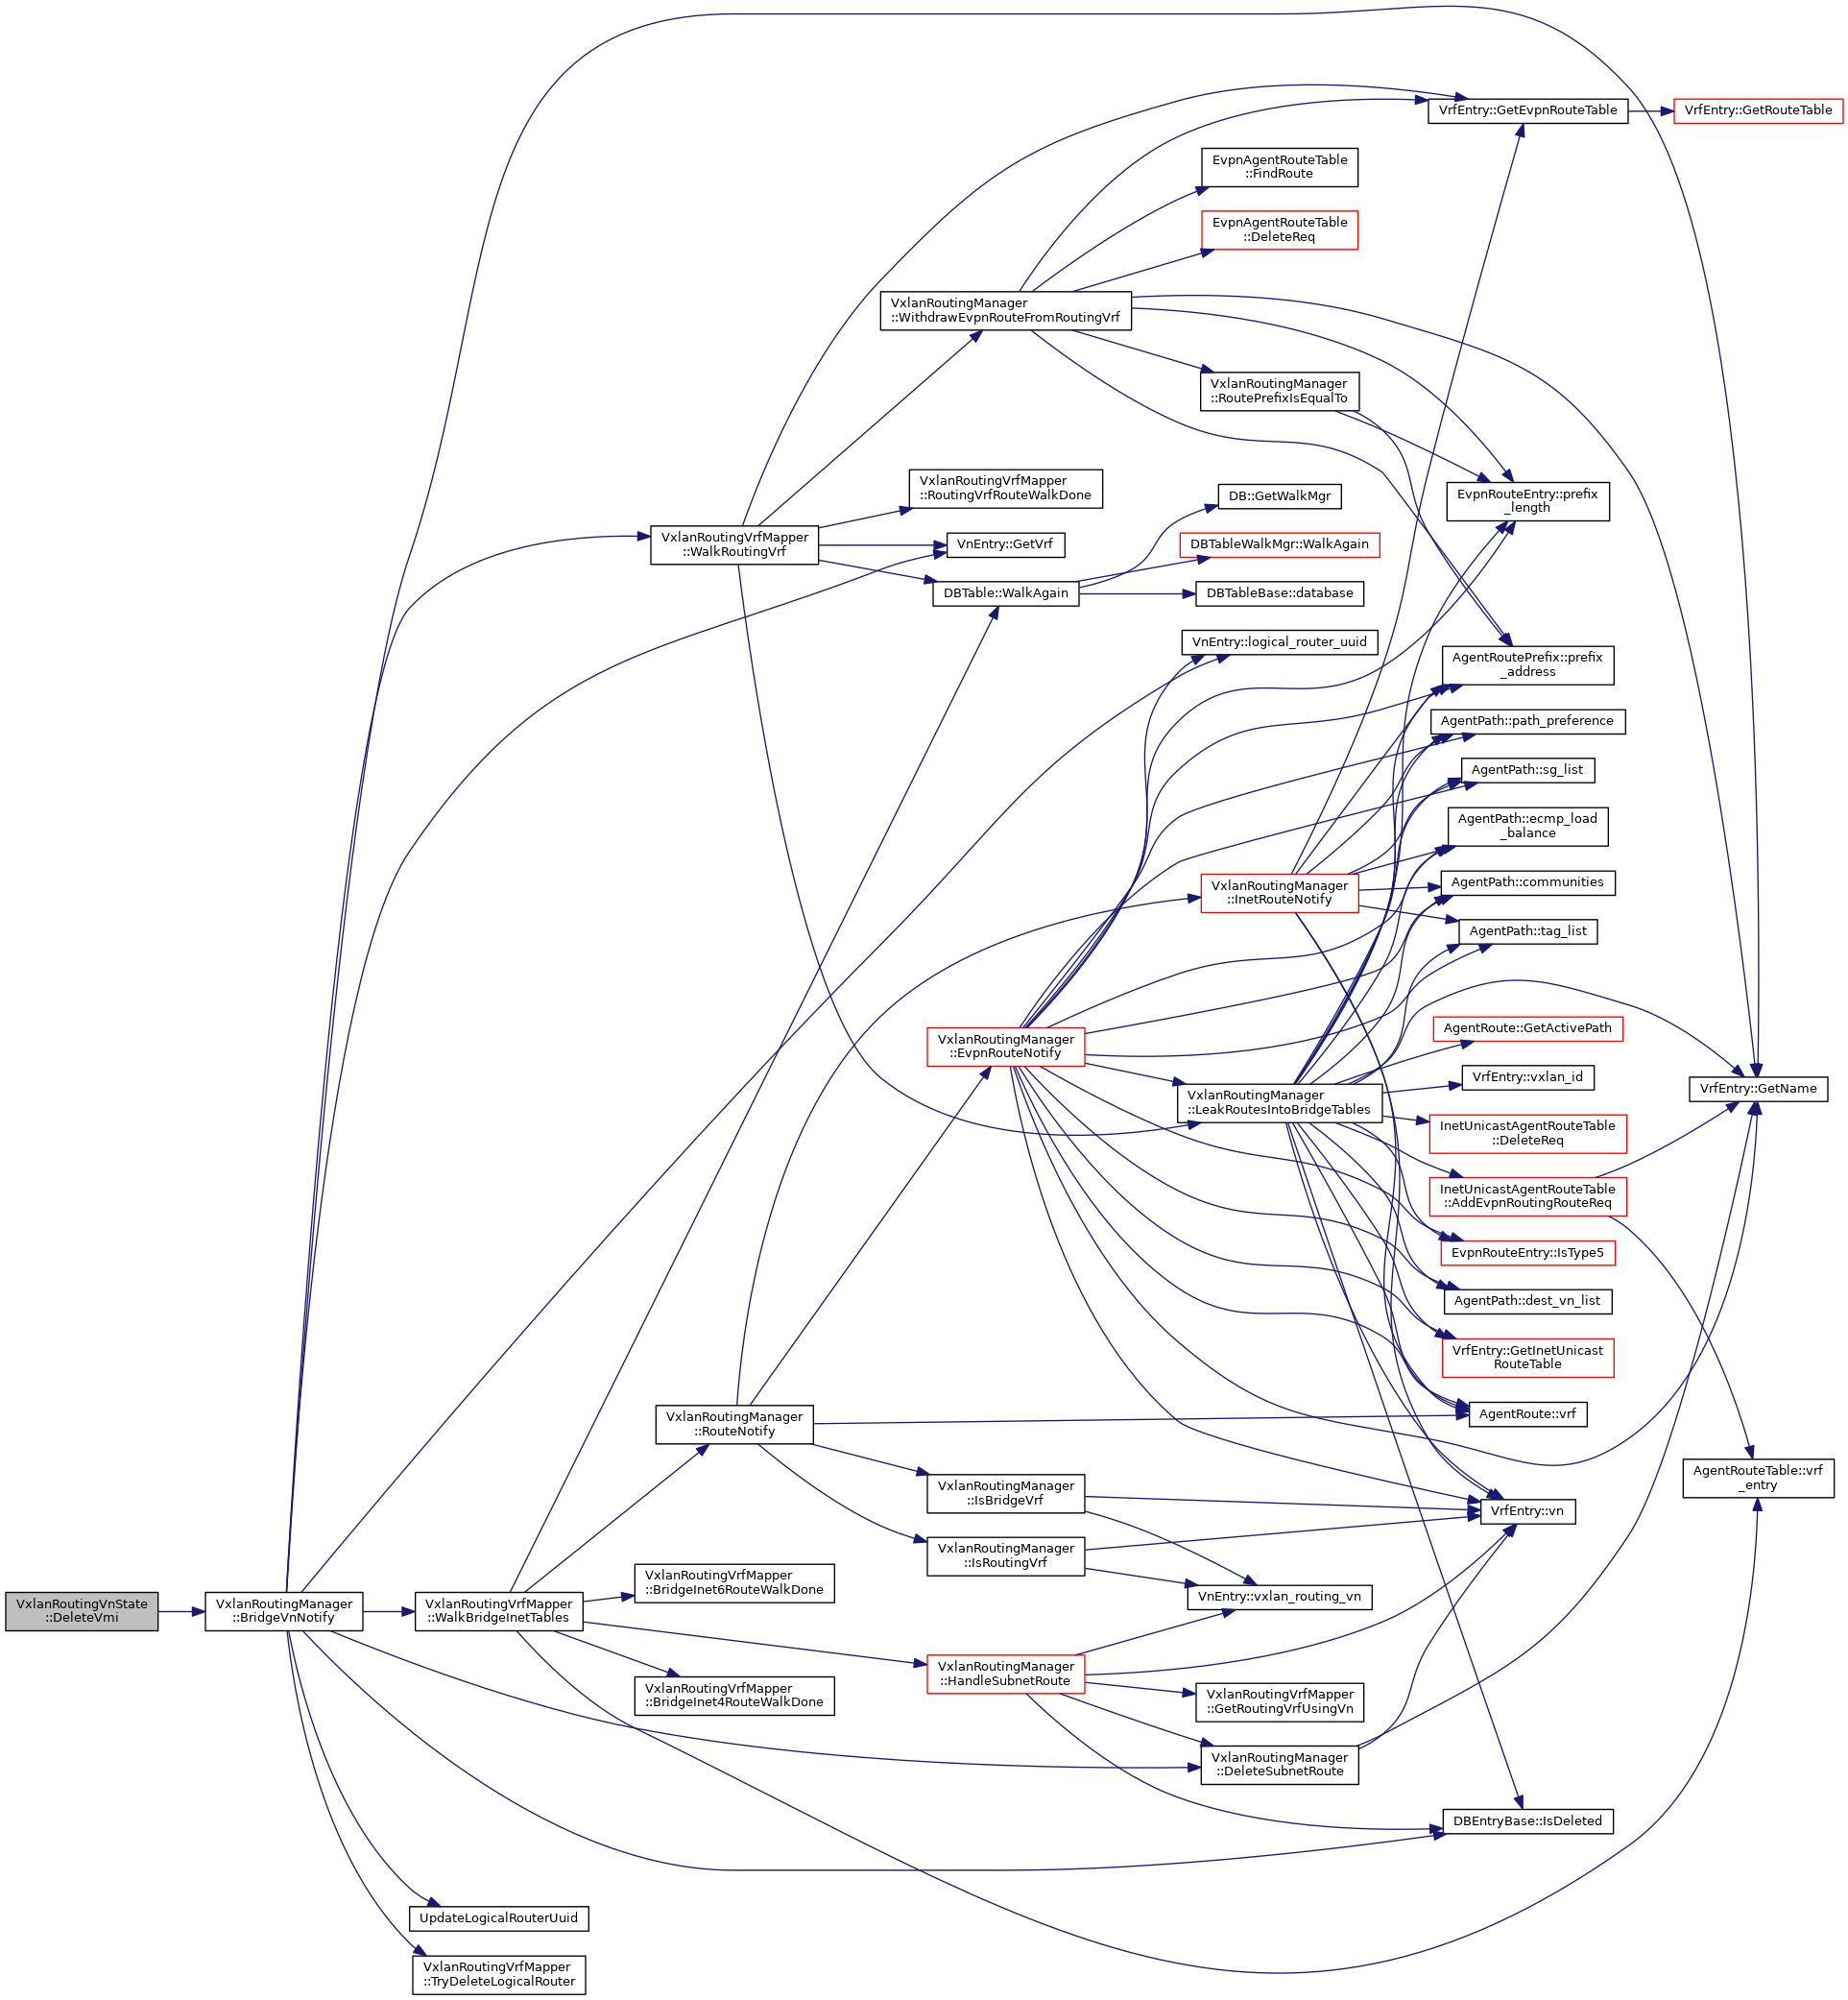 VrfEntry::GetEvpnRouteTable
VrfEntry::GetRouteTable
EvpnAgentRouteTable
::FindRoute
EvpnAgentRouteTable
::DeleteReq
VxlanRoutingManager
::WithdrawEvpnRouteFromRoutingVrf
VxlanRoutingManager
::RoutePrefixIsEqualTo
VxlanRoutingVrfMapper
::RoutingVrfRouteWalkDone
DB::GetWalkMgr
EvpnRouteEntry::prefix
_length
VxlanRoutingVrfMapper
::WalkRoutingVrf
VnEntry::GetVrf
DBTableWalkMgr::WalkAgain
DBTable::WalkAgain
DBTableBase::database
VnEntry::logical_router_uuid
AgentRoutePrefix::prefix
_address
AgentPath::path_preference
AgentPath::sg_list
AgentPath::ecmp_load
_balance
VxlanRoutingManager
::InetRouteNotify
AgentPath::communities
AgentPath::tag_list
VxlanRoutingManager
::EvpnRouteNotify
AgentRoute::GetActivePath
VrfEntry::vxlan_id
VrfEntry::GetName
VxlanRoutingManager
::LeakRoutesIntoBridgeTables
InetUnicastAgentRouteTable
::DeleteReq
InetUnicastAgentRouteTable
::AddEvpnRoutingRouteReq
EvpnRouteEntry::IsType5
AgentPath::dest_vn_list
VrfEntry::GetInetUnicast
RouteTable
VxlanRoutingManager
::RouteNotify
AgentRoute::vrf
AgentRouteTable::vrf
_entry
VxlanRoutingManager
::IsBridgeVrf
VrfEntry::vn
VxlanRoutingManager
::IsRoutingVrf
VxlanRoutingVrfMapper
::BridgeInet6RouteWalkDone
VnEntry::vxlan_routing_vn
VxlanRoutingVnState
::DeleteVmi
VxlanRoutingManager
::BridgeVnNotify
VxlanRoutingVrfMapper
::WalkBridgeInetTables
VxlanRoutingManager
::HandleSubnetRoute
VxlanRoutingVrfMapper
::BridgeInet4RouteWalkDone
VxlanRoutingVrfMapper
::GetRoutingVrfUsingVn
VxlanRoutingManager
::DeleteSubnetRoute
DBEntryBase::IsDeleted
UpdateLogicalRouterUuid
VxlanRoutingVrfMapper
::TryDeleteLogicalRouter